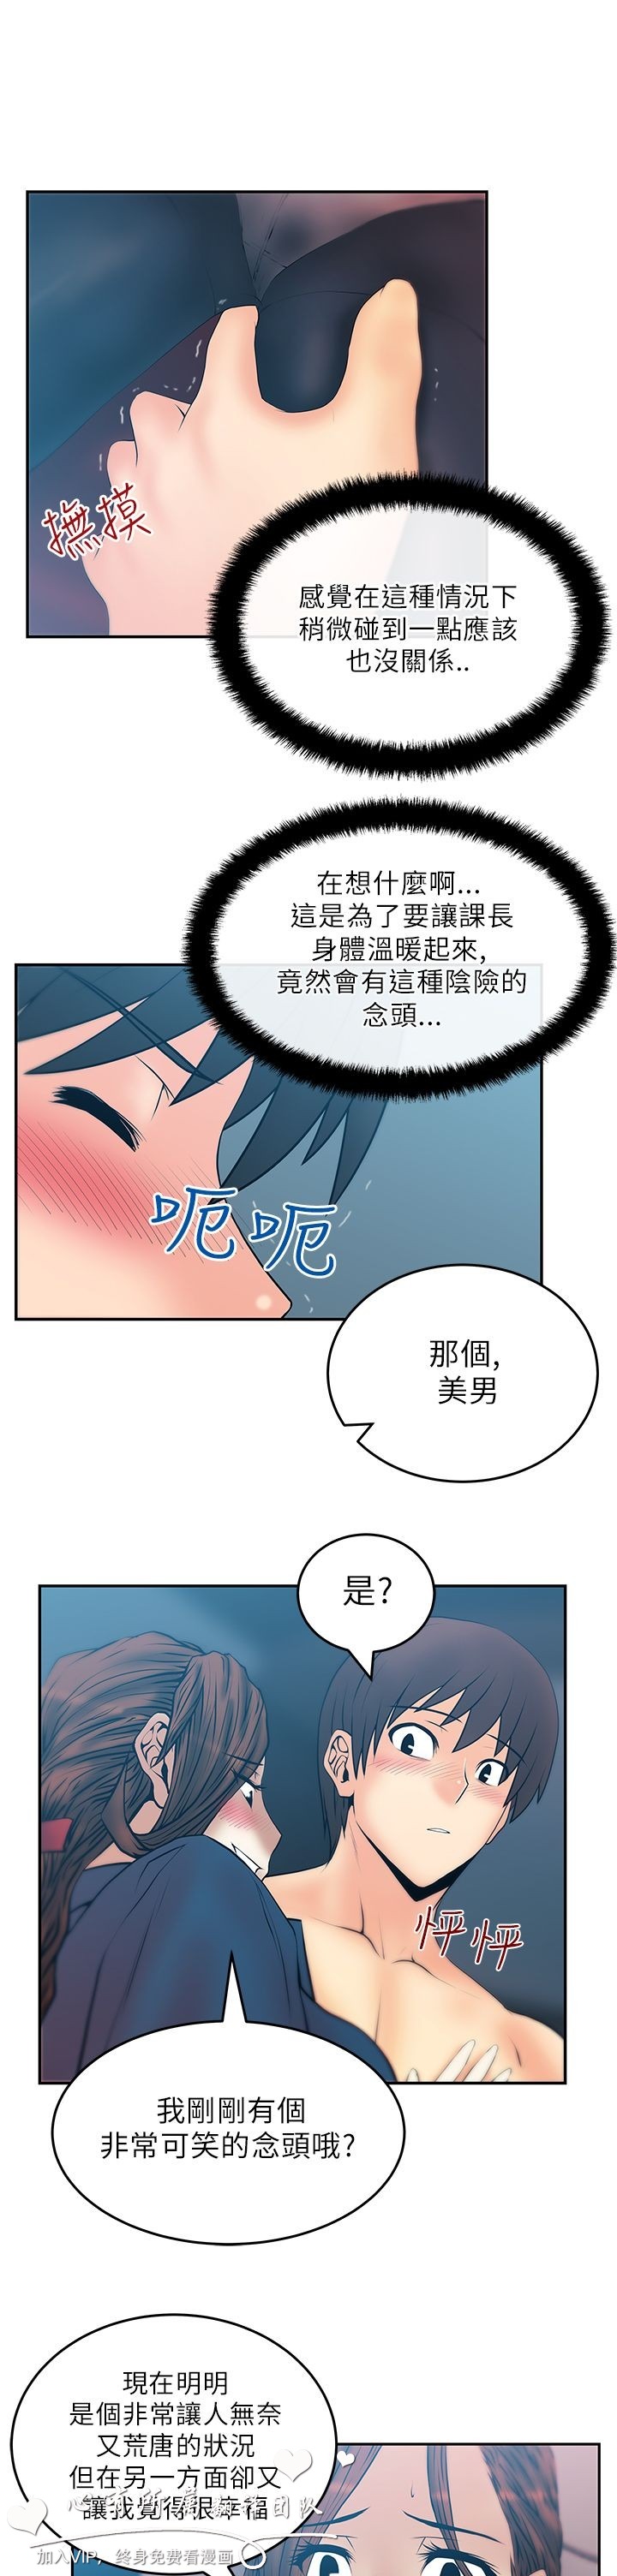 撫摸
感覺在這種情況下
稍微碰到一點應該
也沒關係..
在想什麼啊...
這是為了要讓課長
身體溫暖起來,
竟然會有這種陰險的
念頭...
呃呃
那個,
美男
是?
怦怦
我剛剛有個
非常可笑的念頭哦?
現在明明
是個非常讓人無奈
又荒唐的狀況
但在另一方面卻又
讓我覺得很幸福
团队
加入VIP，终身免费看漫画